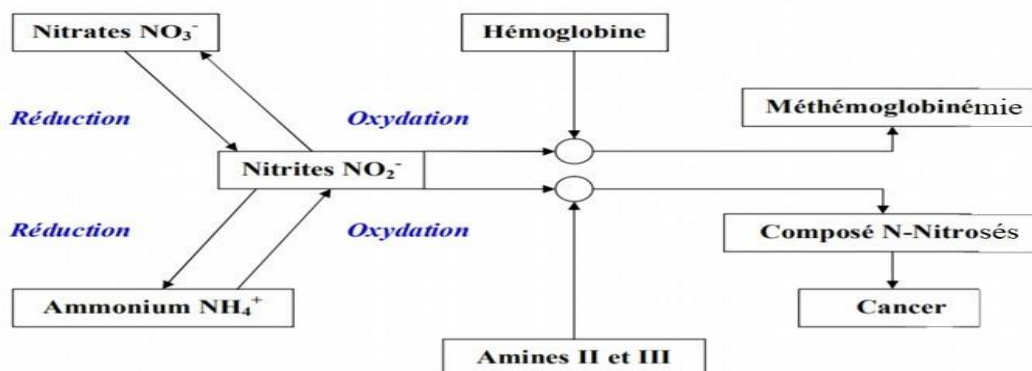 Nitrates NO₃⁻
Hémoglobine
Réduction
Oxydation
Méthémoglobinémie
Nitrites NO₂⁻
Réduction
Oxydation
Composé N-Nitrosés
Ammonium NH₄⁺
Cancer
Amines II et III